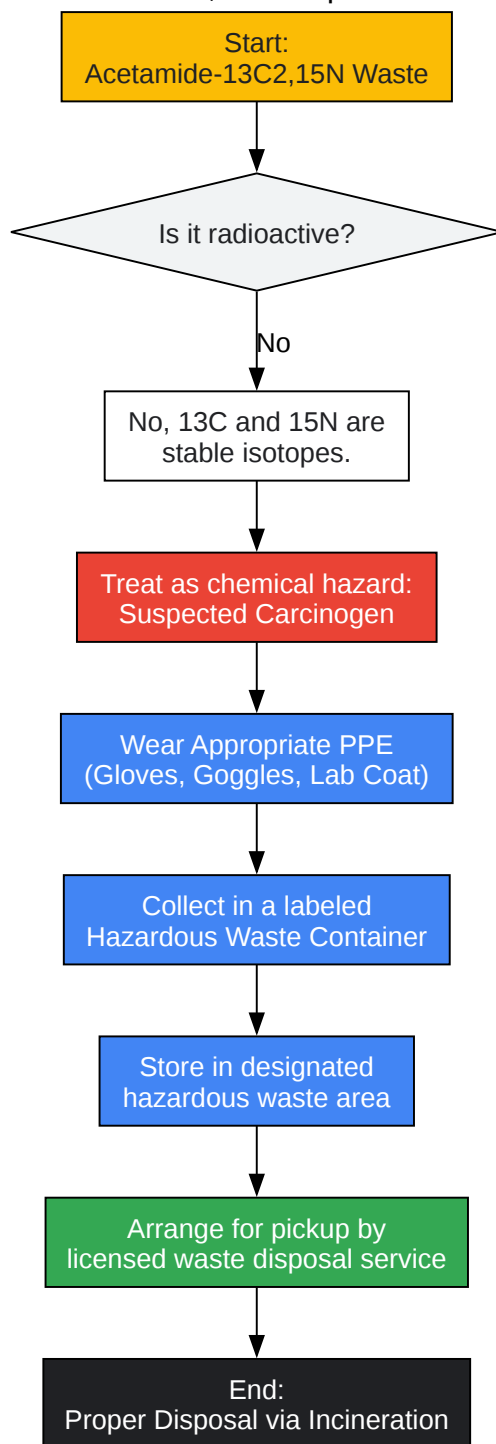 Start:
Acetamide-13C2,15N Waste
Is it radioactive?
No
No, 13C and 15N are
stable isotopes.
Treat as chemical hazard:
Suspected Carcinogen
Wear Appropriate PPE
(Gloves, Goggles, Lab Coat)
Collect in a labeled
Hazardous Waste Container
Store in designated
hazardous waste area
Arrange for pickup by
licensed waste disposal service
End:
Proper Disposal via Incineration